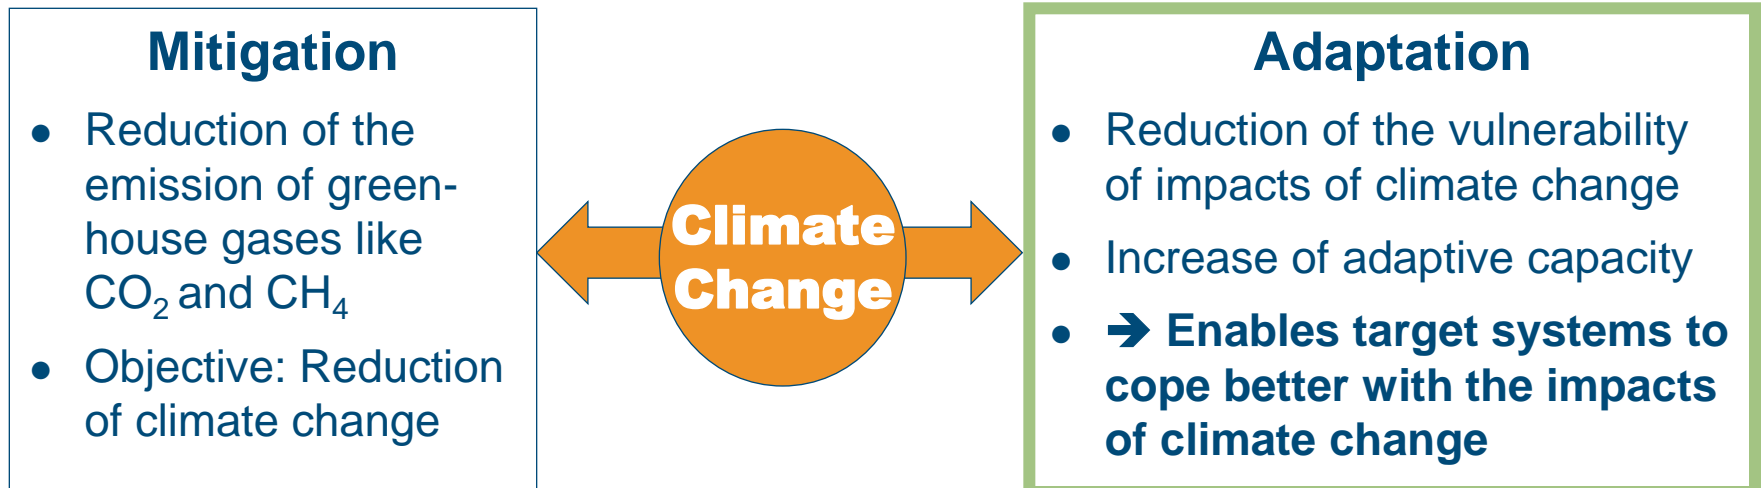 Mitigation
● Reduction of the
emission of green-
house gases like
CO₂ and CH₄
● Objective: Reduction
of climate change
Climate
Change
Adaptation
● Reduction of the vulnerability
of impacts of climate change
● Increase of adaptive capacity
● ➔ Enables target systems to
cope better with the impacts
of climate change